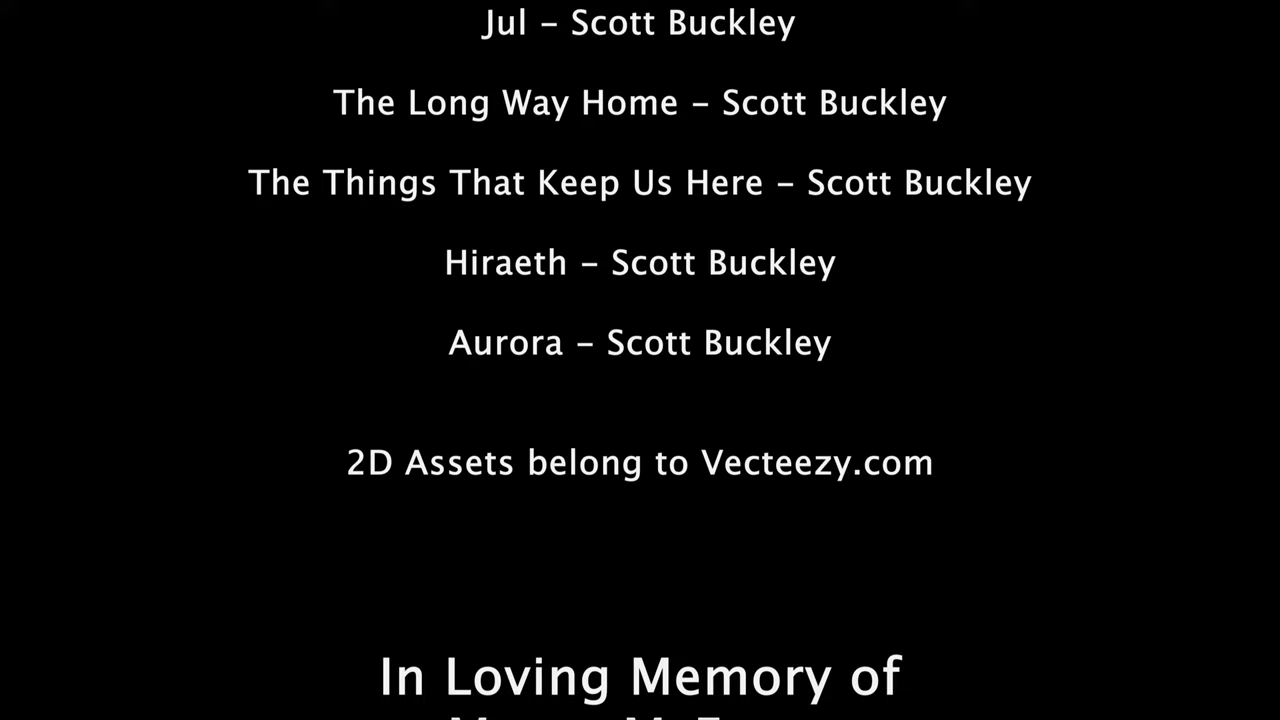 Jul – Scott Buckley
The Long Way Home – Scott Buckley
The Things That Keep Us Here – Scott Buckley
Hiraeth – Scott Buckley
Aurora – Scott Buckley
2D Assets belong to Vecteezy.com
In Loving Memory of